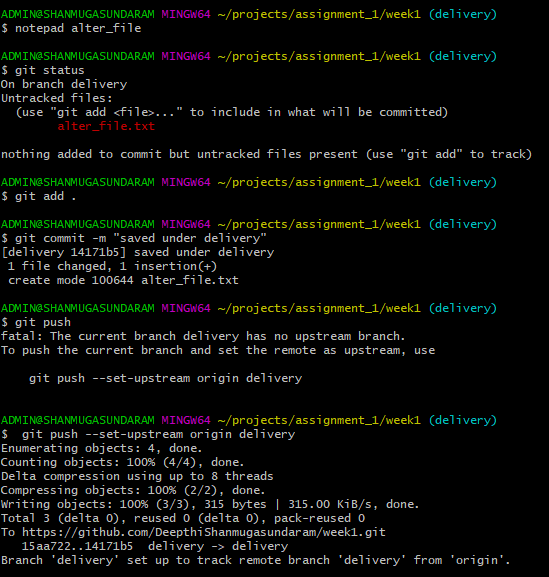 ADMIN@SHANMUGASUNDARAM MINGW64 ~/projects/assignment_1/week1 (delivery)
$ notepad alter_file
ADMIN@SHANMUGASUNDARAM MINGW64 ~/projects/assignment_1/week1 (delivery)
$ git status
On branch delivery
Untracked files:
  (use "git add <file>..." to include in what will be committed)
        alter_file.txt
nothing added to commit but untracked files present (use "git add" to track)
ADMIN@SHANMUGASUNDARAM MINGW64 ~/projects/assignment_1/week1 (delivery)
$ git add .
ADMIN@SHANMUGASUNDARAM MINGW64 ~/projects/assignment_1/week1 (delivery)
$ git commit -m "saved under delivery"
[delivery 14171b5] saved under delivery
 1 file changed, 1 insertion(+)
 create mode 100644 alter_file.txt
ADMIN@SHANMUGASUNDARAM MINGW64 ~/projects/assignment_1/week1 (delivery)
$ git push
fatal: The current branch delivery has no upstream branch.
To push the current branch and set the remote as upstream, use
    git push --set-upstream origin delivery
ADMIN@SHANMUGASUNDARAM MINGW64 ~/projects/assignment_1/week1 (delivery)
$  git push --set-upstream origin delivery
Enumerating objects: 4, done.
Counting objects: 100% (4/4), done.
Delta compression using up to 8 threads
Compressing objects: 100% (2/2), done.
Writing objects: 100% (3/3), 315 bytes | 315.00 KiB/s, done.
Total 3 (delta 0), reused 0 (delta 0), pack-reused 0
To https://github.com/DeepthiShanmugasundaram/week1.git
   15aa722..14171b5  delivery -> delivery
Branch 'delivery' set up to track remote branch 'delivery' from 'origin'.